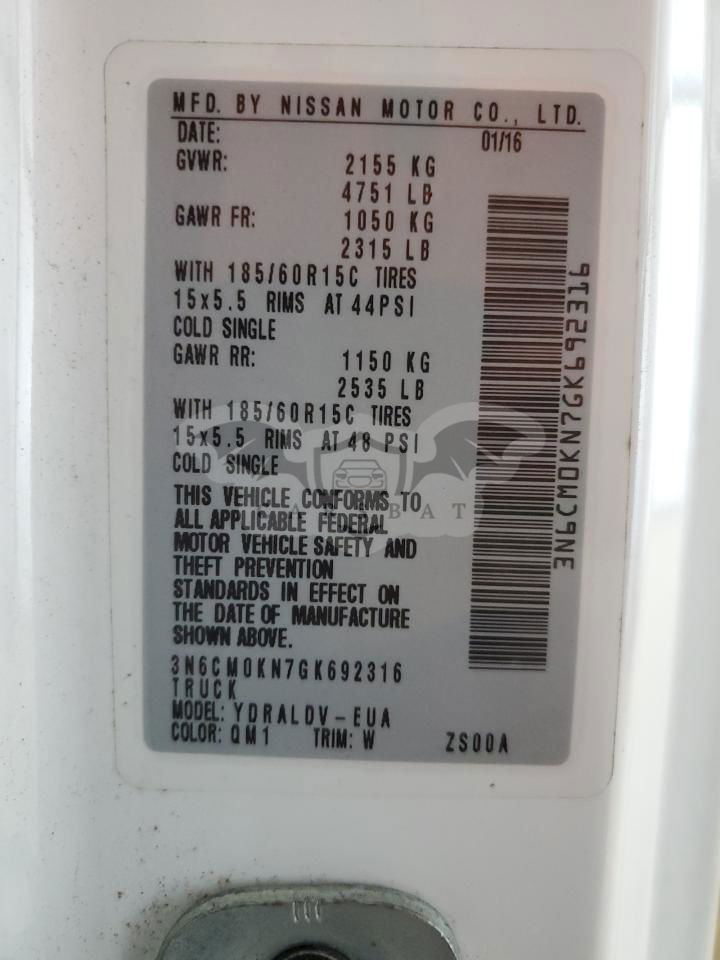 MFD. BY NISSAN MOTOR CO., LTD.
DATE: 01/16
GVWR: 2155 KG
4751 LB
GAWR FR: 1050 KG
2315 LB
WITH 185/60R15C TIRES
15x5.5 RIMS AT 44PSI
COLD SINGLE
GAWR RR: 1150 KG
2535 LB
WITH 185/60R15C TIRES
15x5.5 RIMS AT 48 PSI
COLD SINGLE
THIS VEHICLE CONFORMS TO
ALL APPLICABLE FEDERAL
MOTOR VEHICLE SAFETY AND
THEFT PREVENTION
STANDARDS IN EFFECT ON
THE DATE OF MANUFACTURE
SHOWN ABOVE.
3N6CM0KN7GK692316
TRUCK
MODEL: YDRALDV-EUA
COLOR: QM1 TRIM: W ZS00A
3N6CM0KN7GK692316